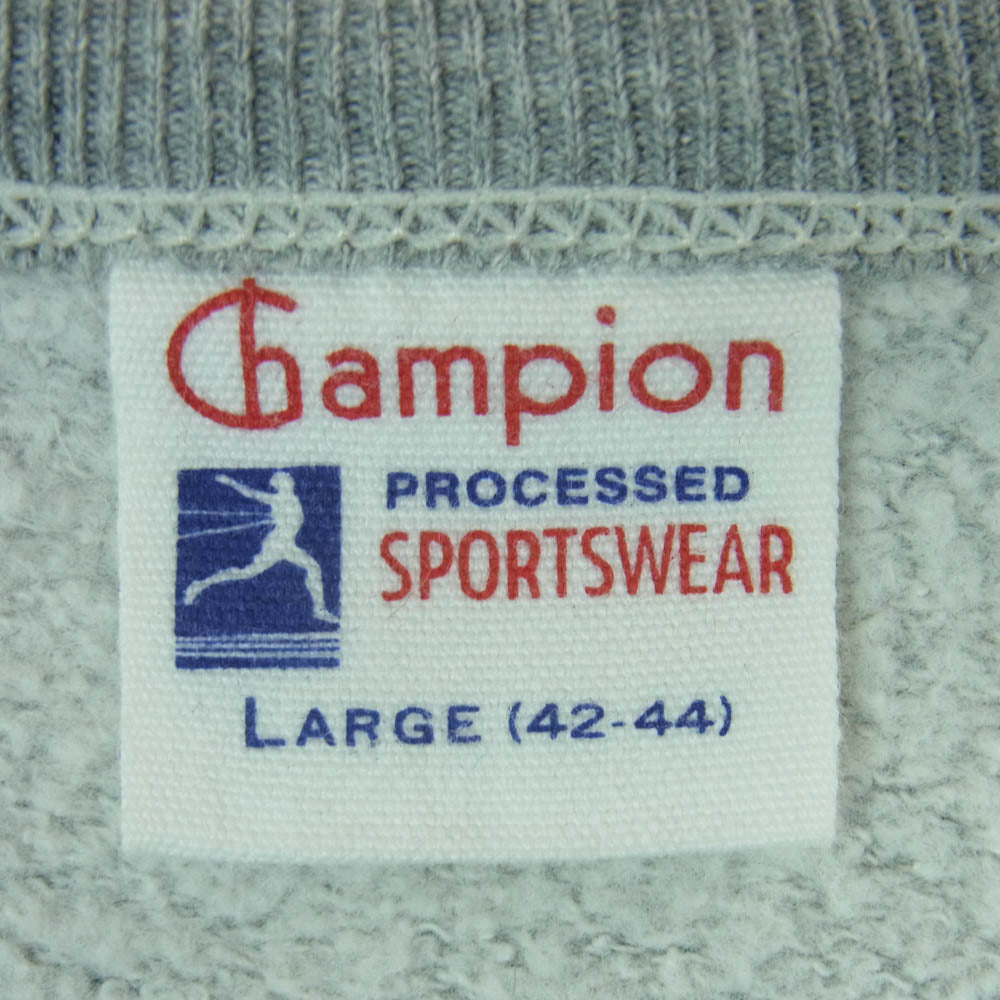 Champion
PROCESSED
SPORTSWEAR
LARGE (42-44)